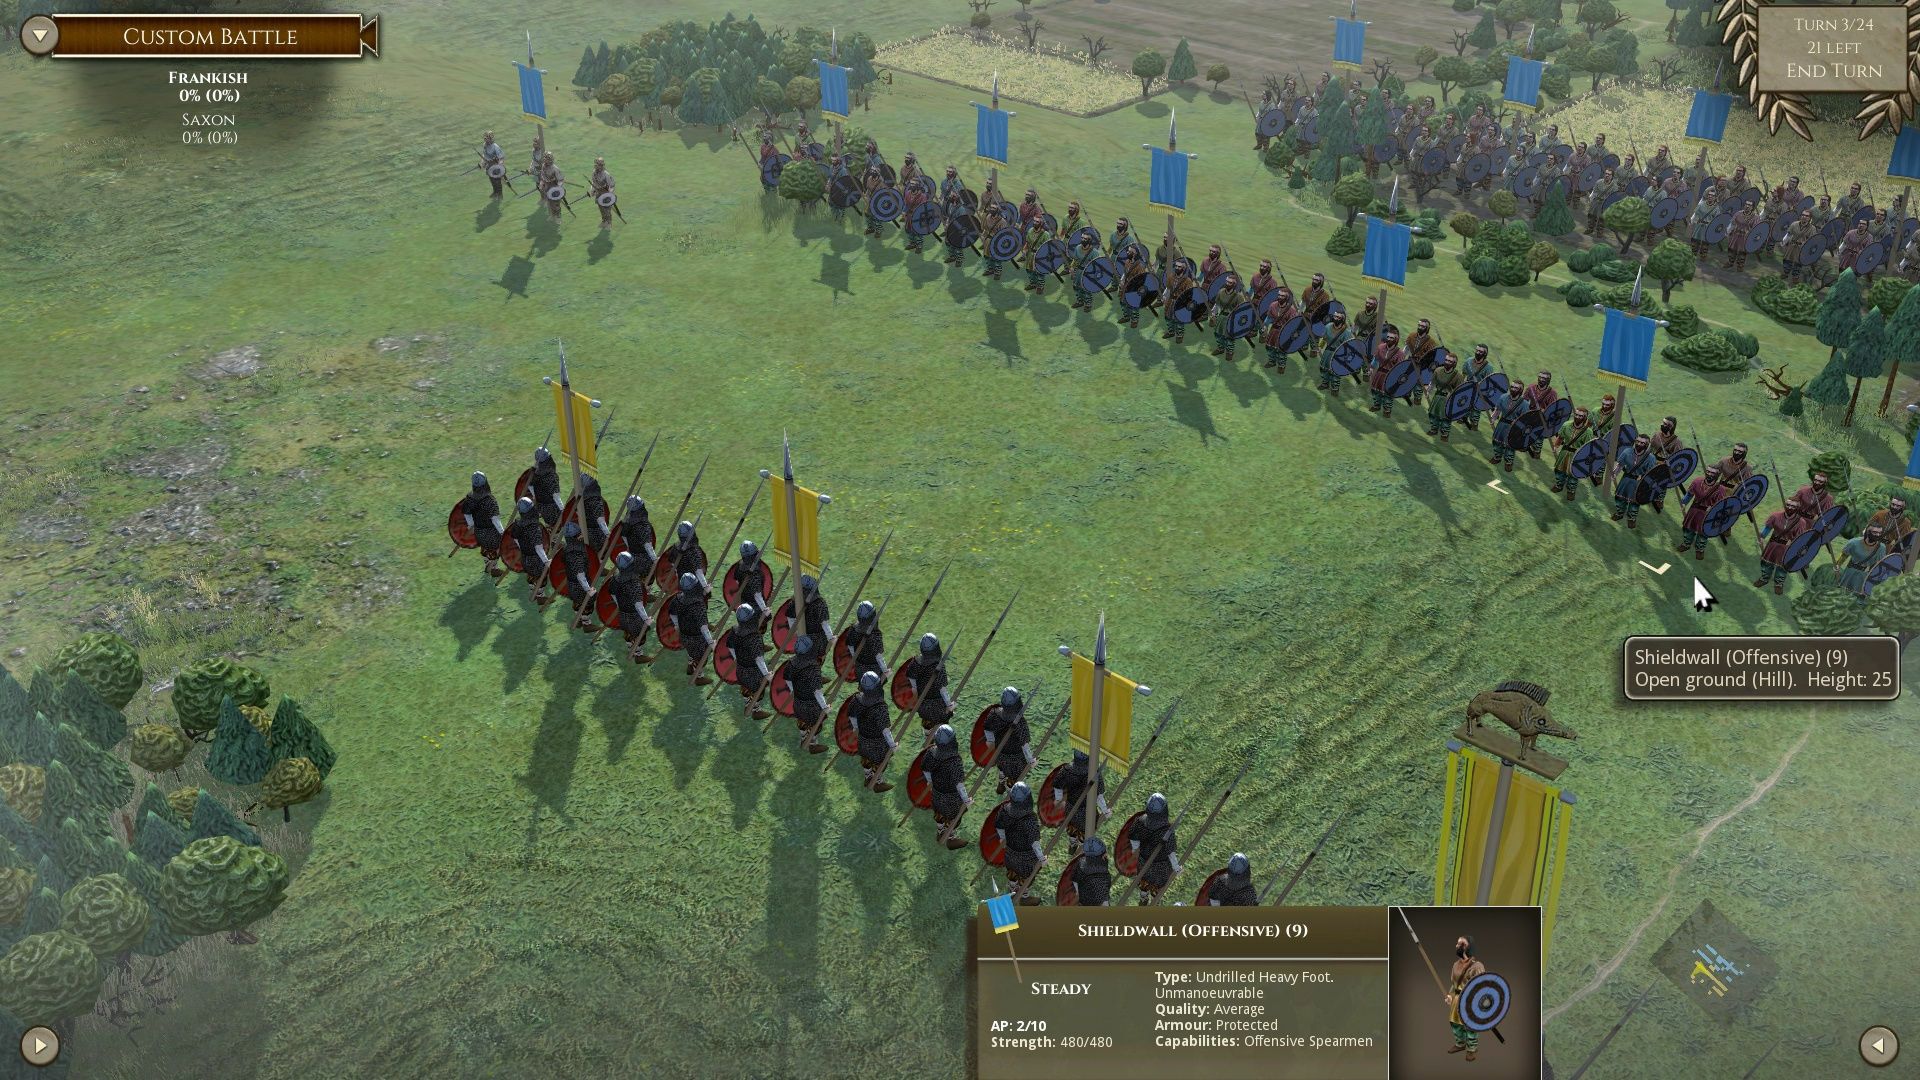 Custom Battle
Frankish
0% (0%)
Saxon
0% (0%)
Turn 3/24
21 left
End Turn
Shieldwall (Offensive) (9)
Open ground (Hill). Height: 25
Shieldwall (Offensive) (9)
Steady
AP: 2/10
Strength: 480/480
Type: Undrilled Heavy Foot.
Unmanoeuvrable
Quality: Average
Armour: Protected
Capabilities: Offensive Spearmen